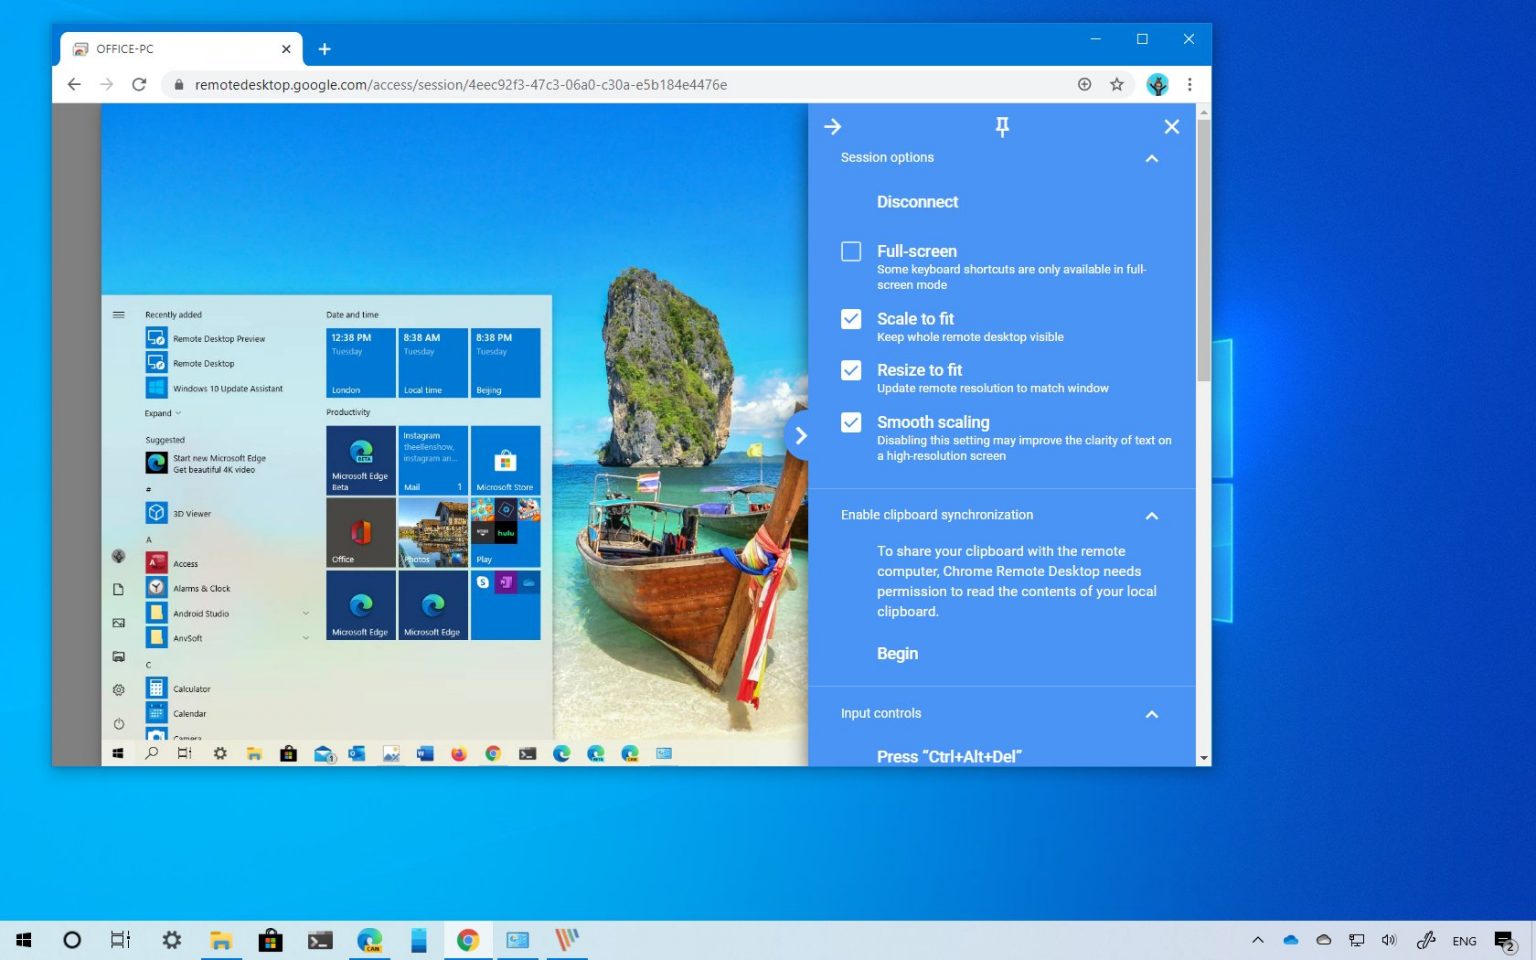 OFFICE-PC
remotedesktop.google.com/access/session/4eec92f3-47c3-06a0-c30a-e5b184e4476e
Recently added
Remote Desktop Preview
Remote Desktop
Windows 10 Update Assistant
Expand
Suggested
Start new Microsoft Edge
Get beautiful 4K video
#
3D Viewer
A
Access
Alarms & Clock
Android Studio
AnvSoft
C
Calculator
Calendar
Camera
Date and time
12:38 PM
Tuesday
London
8:38 AM
Tuesday
Local time
8:38 PM
Tuesday
Beijing
Productivity
BETA
Microsoft Edge
Beta
Instagram
theellenshow,
instagram an...
Mail 1
Microsoft Store
Office
Photos
hulu
Play
Microsoft Edge
Microsoft Edge
1
Session options
Disconnect
Full-screen
Some keyboard shortcuts are only available in full-
screen mode
Scale to fit
Keep whole remote desktop visible
Resize to fit
Update remote resolution to match window
Smooth scaling
Disabling this setting may improve the clarity of text on
a high-resolution screen
Enable clipboard synchronization
To share your clipboard with the remote
computer, Chrome Remote Desktop needs
permission to read the contents of your local
clipboard.
Begin
Input controls
Press “Ctrl+Alt+Del”
CAN
ENG
2